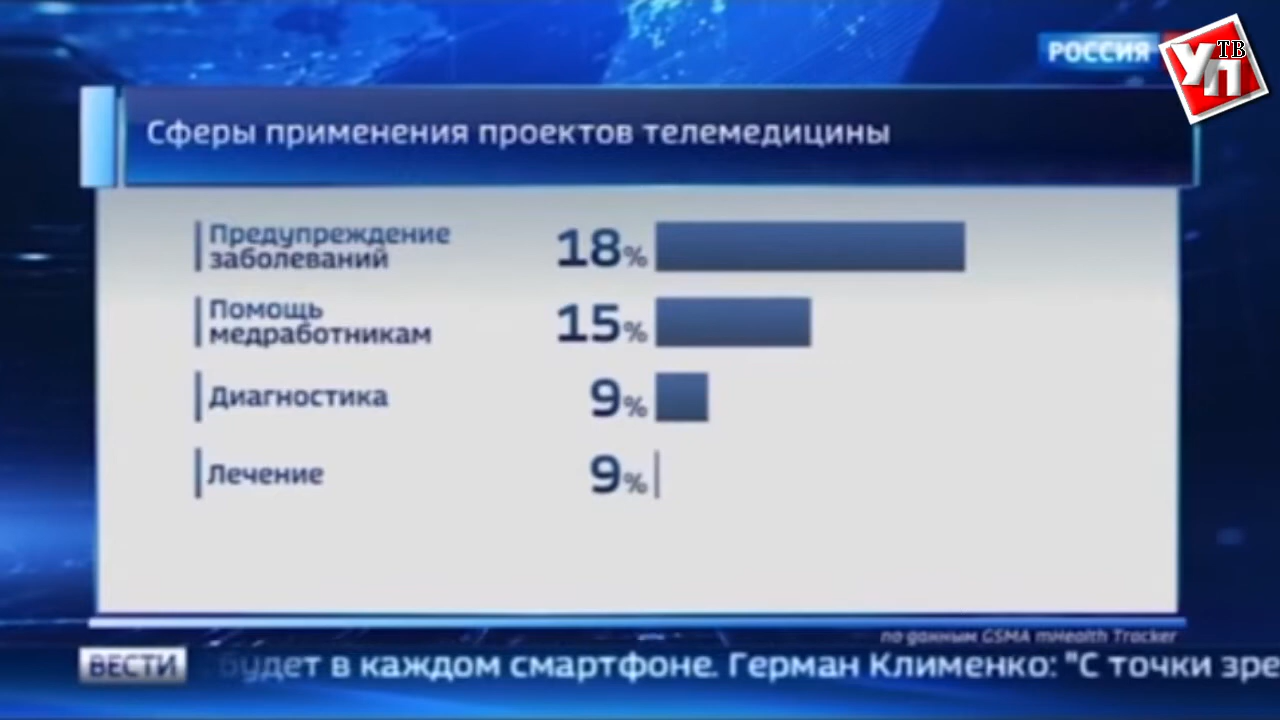 РОССИЯ
УП ТВ
Сферы применения проектов телемедицины
Предупреждение
заболеваний
18%
Помощь
медработникам
15%
Диагностика
9%
Лечение
9%
по данным GSMA mHealth Tracker
ВЕСТИ
будет в каждом смартфоне. Герман Клименко: "С точки зре